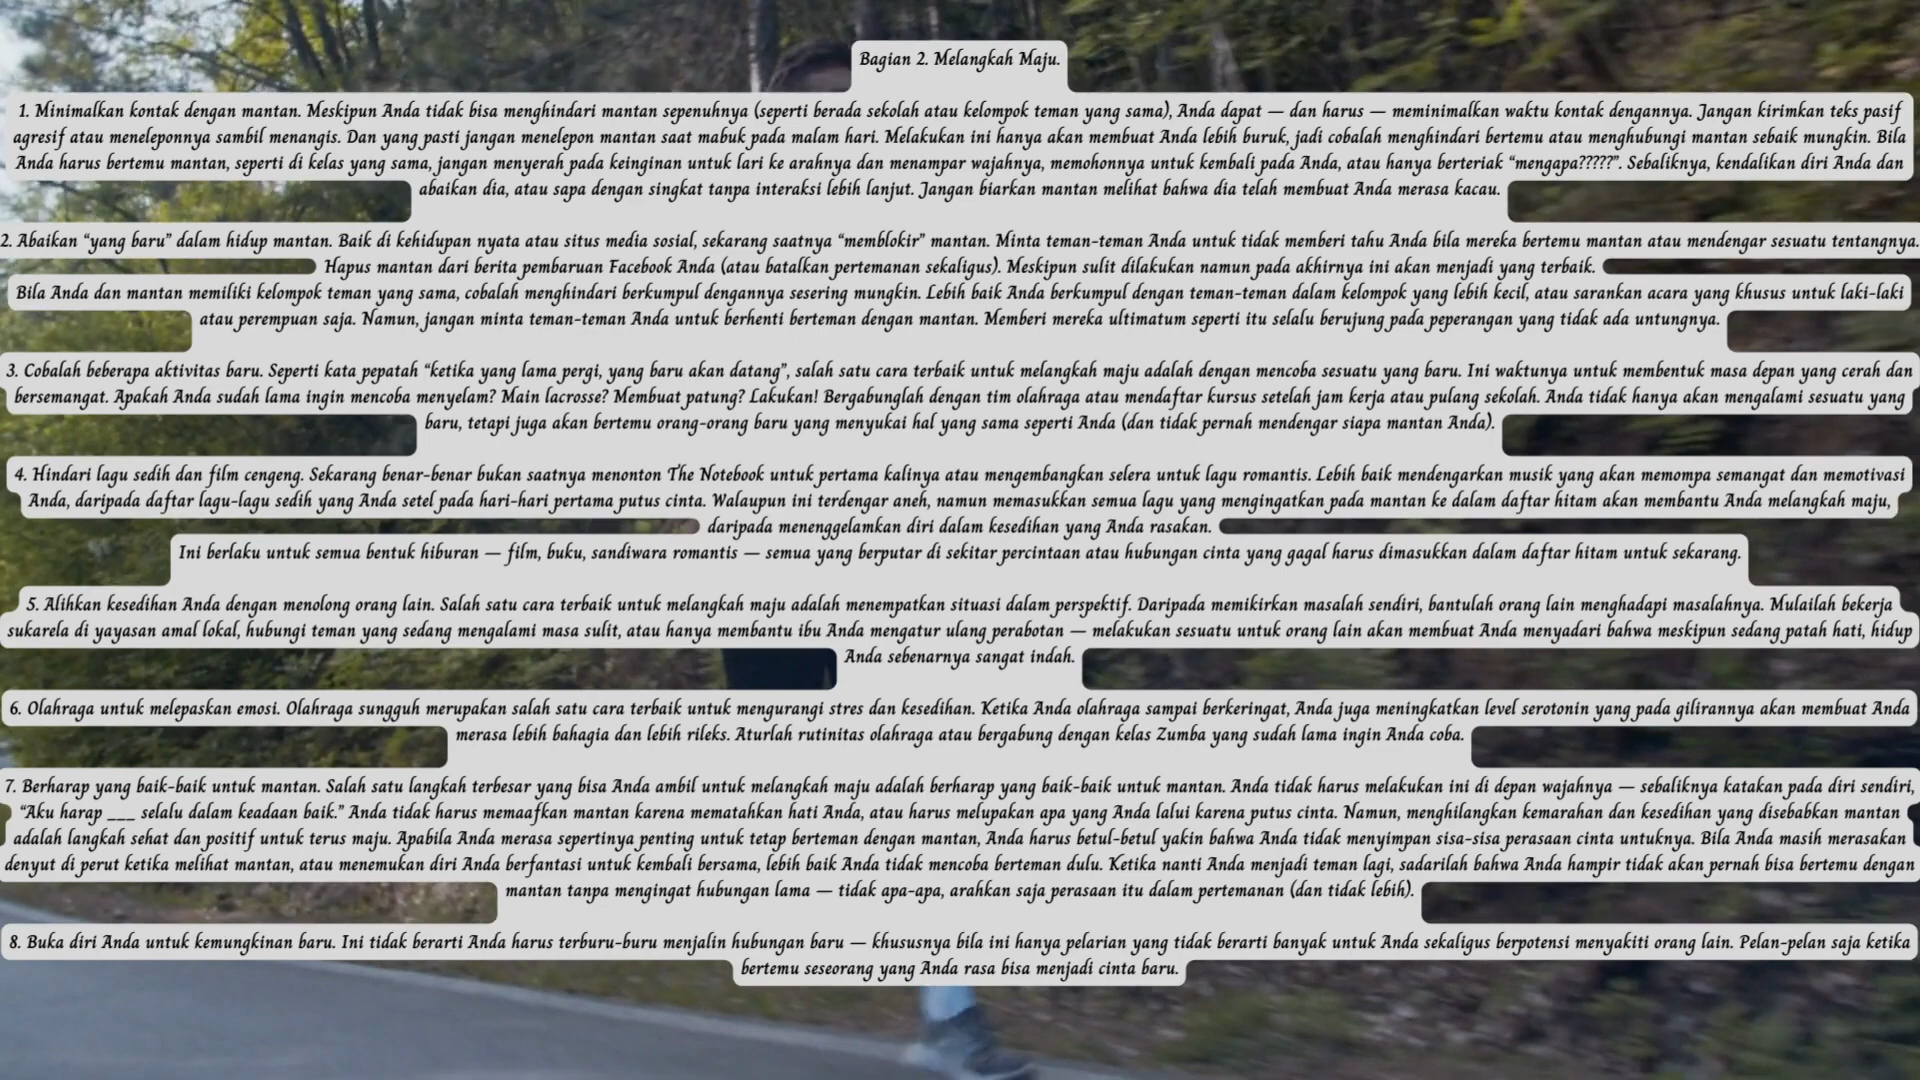 Bagian 2. Melangkah Maju.
1. Minimalkan kontak dengan mantan. Meskipun Anda tidak bisa menghindari mantan sepenuhnya (seperti berada sekolah atau kelompok teman yang sama), Anda dapat — dan harus — meminimalkan waktu kontak dengannya. Jangan kirimkan teks pasif
agresif atau meneleponnya sambil menangis. Dan yang pasti jangan menelepon mantan saat mabuk pada malam hari. Melakukan ini hanya akan membuat Anda lebih buruk, jadi cobalah menghindari bertemu atau menghubungi mantan sebaik mungkin. Bila
Anda harus bertemu mantan, seperti di kelas yang sama, jangan menyerah pada keinginan untuk lari ke arahnya dan menampar wajahnya, memohonnya untuk kembali pada Anda, atau hanya berteriak “mengapa?????”. Sebaliknya, kendalikan diri Anda dan
abaikan dia, atau sapa dengan singkat tanpa interaksi lebih lanjut. Jangan biarkan mantan melihat bahwa dia telah membuat Anda merasa kacau.
2. Abaikan “yang baru” dalam hidup mantan. Baik di kehidupan nyata atau situs media sosial, sekarang saatnya “memblokir” mantan. Minta teman-teman Anda untuk tidak memberi tahu Anda bila mereka bertemu mantan atau mendengar sesuatu tentangnya.
Hapus mantan dari berita pembaruan Facebook Anda (atau batalkan pertemanan sekaligus). Meskipun sulit dilakukan namun pada akhirnya ini akan menjadi yang terbaik.
Bila Anda dan mantan memiliki kelompok teman yang sama, cobalah menghindari berkumpul dengannya sesering mungkin. Lebih baik Anda berkumpul dengan teman-teman dalam kelompok yang lebih kecil, atau sarankan acara yang khusus untuk laki-laki
atau perempuan saja. Namun, jangan minta teman-teman Anda untuk berhenti berteman dengan mantan. Memberi mereka ultimatum seperti itu selalu berujung pada peperangan yang tidak ada untungnya.
3. Cobalah beberapa aktivitas baru. Seperti kata pepatah “ketika yang lama pergi, yang baru akan datang”, salah satu cara terbaik untuk melangkah maju adalah dengan mencoba sesuatu yang baru. Ini waktunya untuk membentuk masa depan yang cerah dan
bersemangat. Apakah Anda sudah lama ingin mencoba menyelam? Main lacrosse? Membuat patung? Lakukan! Bergabunglah dengan tim olahraga atau mendaftar kursus setelah jam kerja atau pulang sekolah. Anda tidak hanya akan mengalami sesuatu yang
baru, tetapi juga akan bertemu orang-orang baru yang menyukai hal yang sama seperti Anda (dan tidak pernah mendengar siapa mantan Anda).
4. Hindari lagu sedih dan film cengeng. Sekarang benar-benar bukan saatnya menonton The Notebook untuk pertama kalinya atau mengembangkan selera untuk lagu romantis. Lebih baik mendengarkan musik yang akan memompa semangat dan memotivasi
Anda, daripada daftar lagu-lagu sedih yang Anda setel pada hari-hari pertama putus cinta. Walaupun ini terdengar aneh, namun memasukkan semua lagu yang mengingatkan pada mantan ke dalam daftar hitam akan membantu Anda melangkah maju,
daripada menenggelamkan diri dalam kesedihan yang Anda rasakan.
Ini berlaku untuk semua bentuk hiburan — film, buku, sandiwara romantis — semua yang berputar di sekitar percintaan atau hubungan cinta yang gagal harus dimasukkan dalam daftar hitam untuk sekarang.
5. Alihkan kesedihan Anda dengan menolong orang lain. Salah satu cara terbaik untuk melangkah maju adalah menempatkan situasi dalam perspektif. Daripada memikirkan masalah sendiri, bantulah orang lain menghadapi masalahnya. Mulailah bekerja
sukarela di yayasan amal lokal, hubungi teman yang sedang mengalami masa sulit, atau hanya membantu ibu Anda mengatur ulang perabotan — melakukan sesuatu untuk orang lain akan membuat Anda menyadari bahwa meskipun sedang patah hati, hidup
Anda sebenarnya sangat indah.
6. Olahraga untuk melepaskan emosi. Olahraga sungguh merupakan salah satu cara terbaik untuk mengurangi stres dan kesedihan. Ketika Anda olahraga sampai berkeringat, Anda juga meningkatkan level serotonin yang pada gilirannya akan membuat Anda
merasa lebih bahagia dan lebih rileks. Aturlah rutinitas olahraga atau bergabung dengan kelas Zumba yang sudah lama ingin Anda coba.
7. Berharap yang baik-baik untuk mantan. Salah satu langkah terbesar yang bisa Anda ambil untuk melangkah maju adalah berharap yang baik-baik untuk mantan. Anda tidak harus melakukan ini di depan wajahnya — sebaliknya katakan pada diri sendiri,
“Aku harap ___ selalu dalam keadaan baik.” Anda tidak harus memaafkan mantan karena mematahkan hati Anda, atau harus melupakan apa yang Anda lalui karena putus cinta. Namun, menghilangkan kemarahan dan kesedihan yang disebabkan mantan
adalah langkah sehat dan positif untuk terus maju. Apabila Anda merasa sepertinya penting untuk tetap berteman dengan mantan, Anda harus betul-betul yakin bahwa Anda tidak menyimpan sisa-sisa perasaan cinta untuknya. Bila Anda masih merasakan
denyut di perut ketika melihat mantan, atau menemukan diri Anda berfantasi untuk kembali bersama, lebih baik Anda tidak mencoba berteman dulu. Ketika nanti Anda menjadi teman lagi, sadarilah bahwa Anda hampir tidak akan pernah bisa bertemu dengan
mantan tanpa mengingat hubungan lama — tidak apa-apa, arahkan saja perasaan itu dalam pertemanan (dan tidak lebih).
8. Buka diri Anda untuk kemungkinan baru. Ini tidak berarti Anda harus terburu-buru menjalin hubungan baru — khususnya bila ini hanya pelarian yang tidak berarti banyak untuk Anda sekaligus berpotensi menyakiti orang lain. Pelan-pelan saja ketika
bertemu seseorang yang Anda rasa bisa menjadi cinta baru.